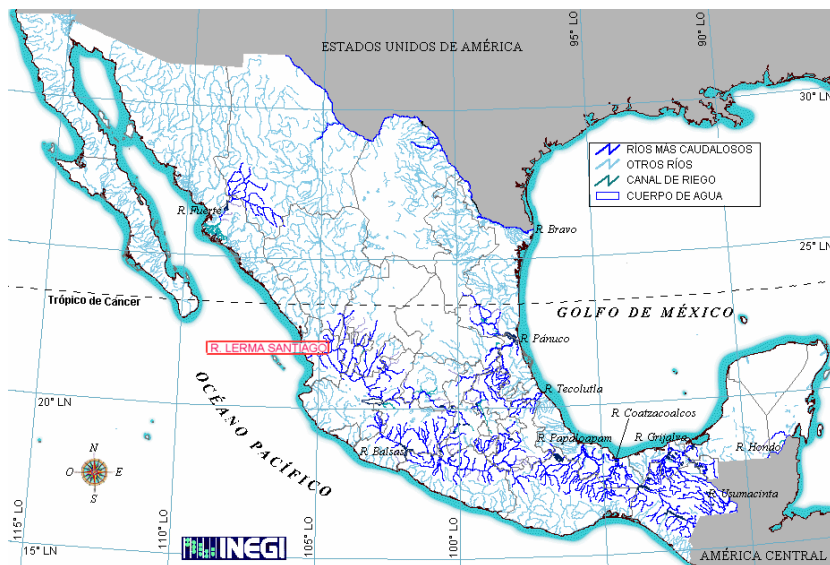 ESTADOS UNIDOS DE AMÉRICA
95° LO
90° LO
30° LN
RÍOS MÁS CAUDALOSOS
OTROS RÍOS
CANAL DE RIEGO
CUERPO DE AGUA
R. Fuerte
R. Bravo
25° LN
Trópico de Cáncer
GOLFO DE MÉXICO
R. LERMA SANTIAGO
R. Pánuco
R. Tecolutla
20° LN
OCÉANO PACÍFICO
R. Coatzacoalcos
R. Papaloapam
R. Grijalva
R. Hondo
R. Balsas
N
O
E
S
R. Usumacinta
115° LO
15° LN
110° LO
INEGI
105° LO
100° LO
AMÉRICA CENTRAL